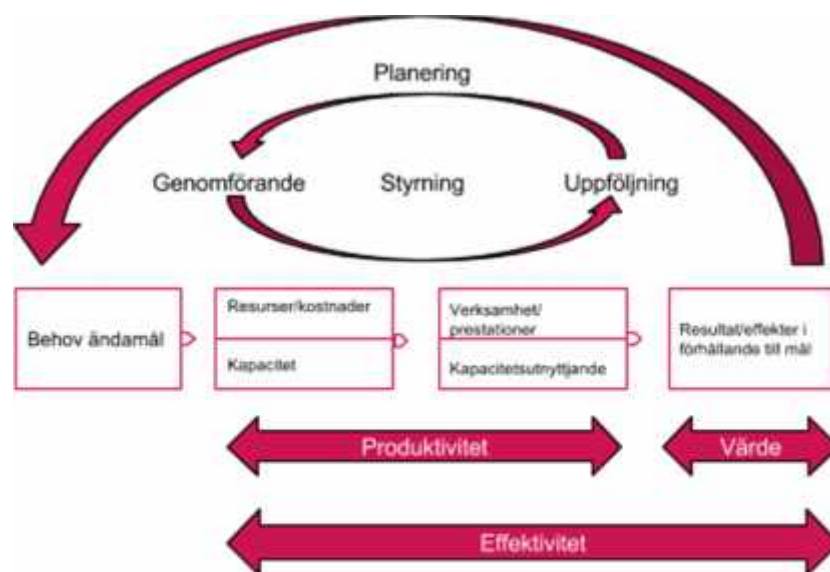 Planering
Genomförande
Styrning
Uppföljning
Behov ändamål
Resurser/kostnader
Kapacitet
Verksamhet/
prestationer
Kapacitetsutnyttjande
Resultat/effekter i
förhållande till mål
Produktivitet
Värde
Effektivitet